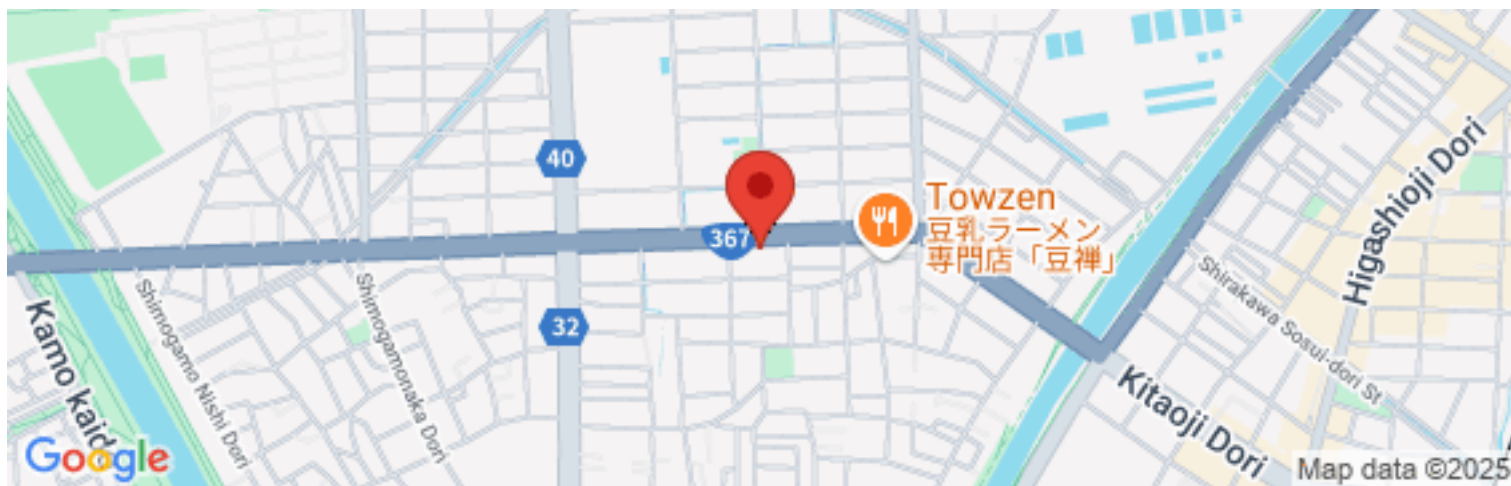 40
Towzen
豆乳ラーメン
専門店「豆禅」
367
32
Kamo kaido
Shimogamo Nishi Dori
Shimogamonaka Dori
Higashioji Dori
Shirakawa Sosui-dori St
Kitaoji Dori
Google
Map data ©2025